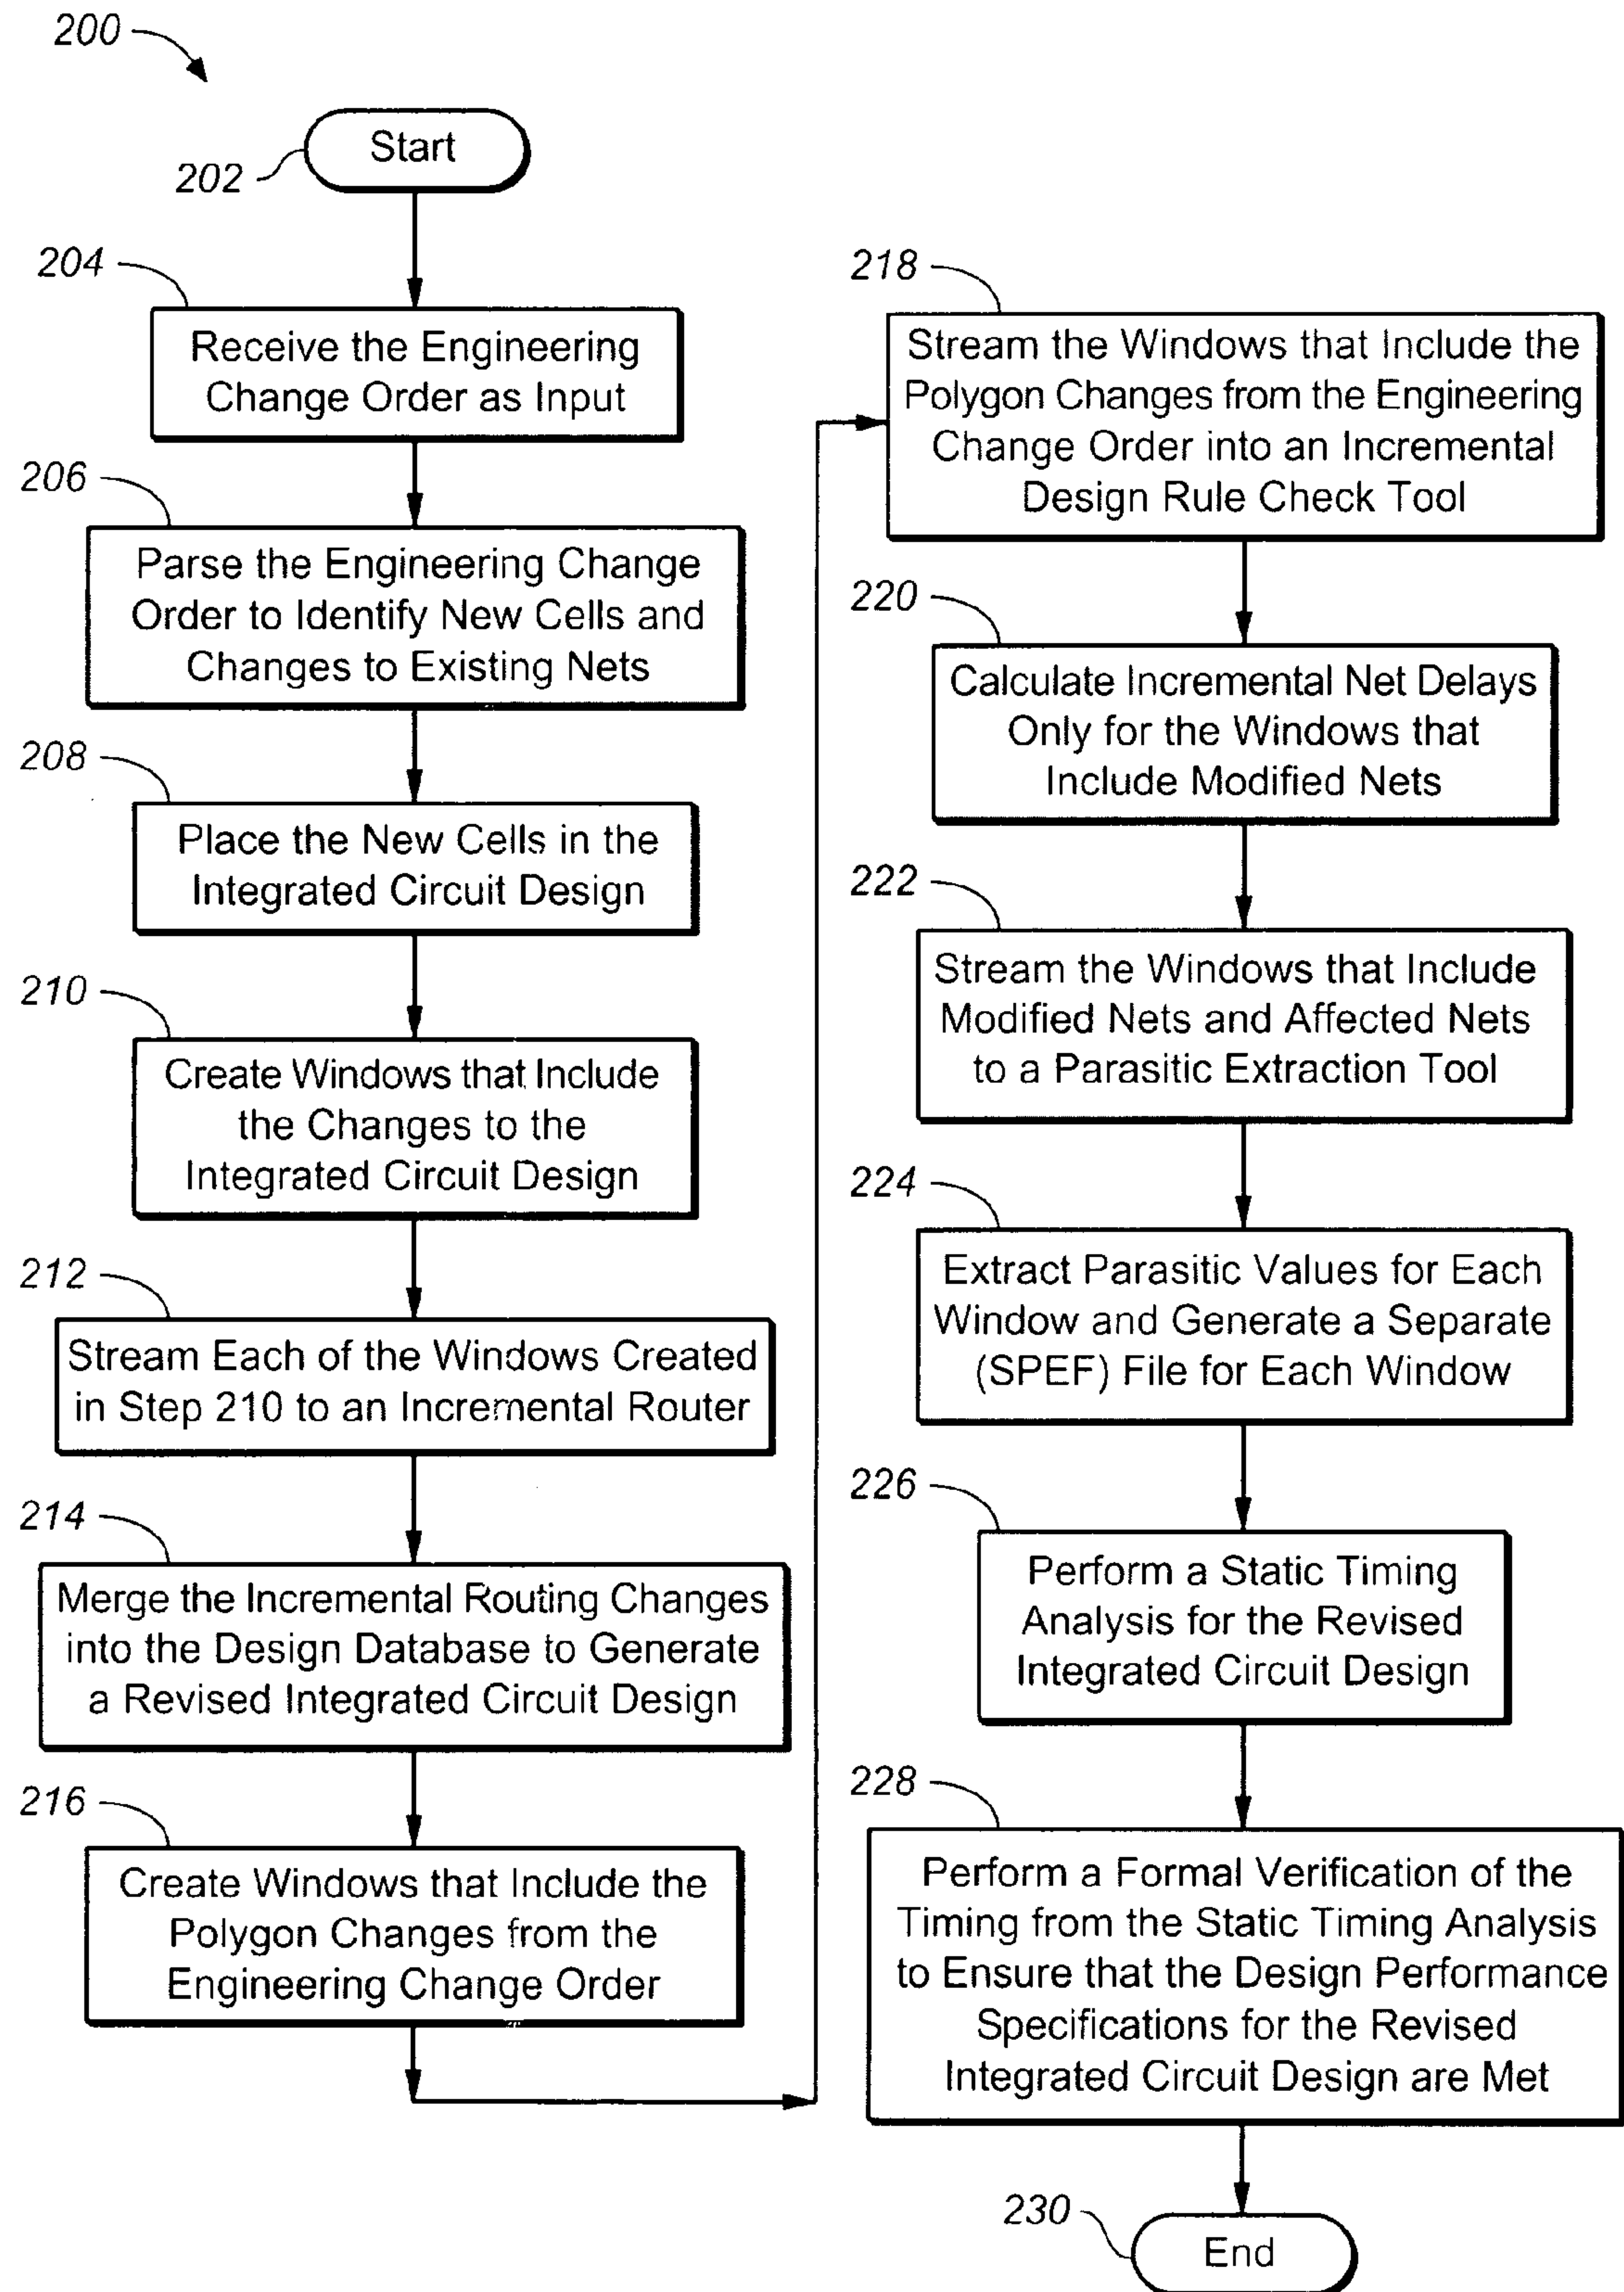 200
Start
202
204
Receive the Engineering
Change Order as Input
206
Parse the Engineering Change
Order to Identify New Cells and
Changes to Existing Nets
208
Place the New Cells in the
Integrated Circuit Design
210
Create Windows that Include
the Changes to the
Integrated Circuit Design
212
Stream Each of the Windows Created
in Step 210 to an Incremental Router
214
Merge the Incremental Routing Changes
into the Design Database to Generate
a Revised Integrated Circuit Design
216
Create Windows that Include the
Polygon Changes from the
Engineering Change Order
218
Stream the Windows that Include the
Polygon Changes from the Engineering
Change Order into an Incremental
Design Rule Check Tool
220
Calculate Incremental Net Delays
Only for the Windows that
Include Modified Nets
222
Stream the Windows that Include
Modified Nets and Affected Nets
to a Parasitic Extraction Tool
224
Extract Parasitic Values for Each
Window and Generate a Separate
(SPEF) File for Each Window
226
Perform a Static Timing
Analysis for the Revised
Integrated Circuit Design
228
Perform a Formal Verification of the
Timing from the Static Timing Analysis
to Ensure that the Design Performance
Specifications for the Revised
Integrated Circuit Design are Met
230
End